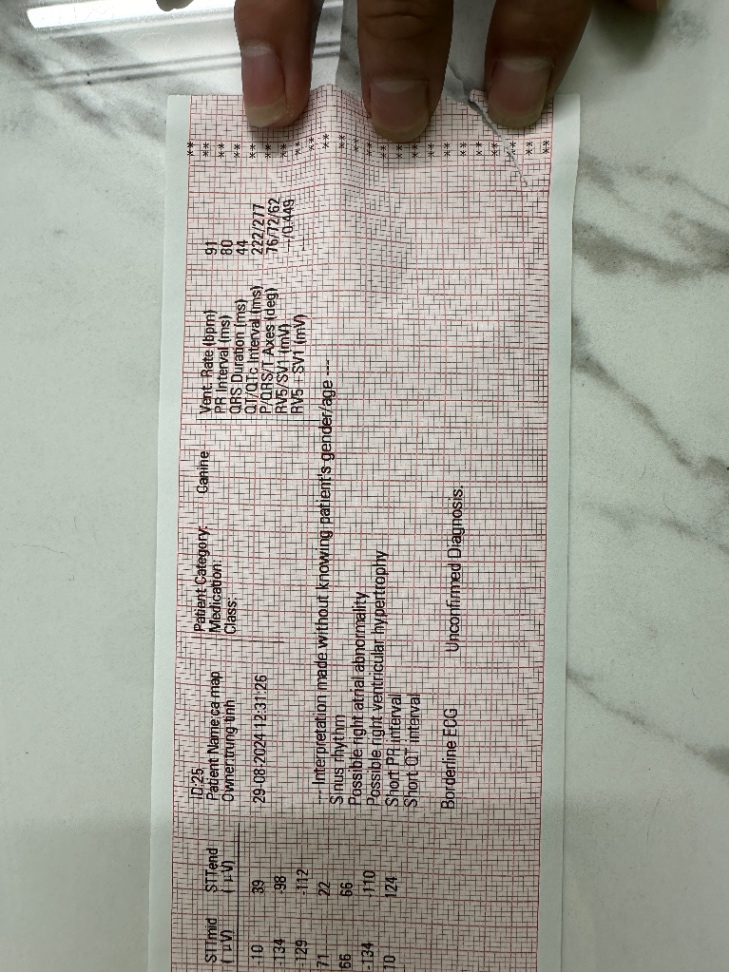 ID:25
Patient Name:ca map
Owner:trung tinh
29-08-2024 12:31:26
Patient Category: Canine
Medication:
Class:
Vent. Rate (bpm) 91
PR Interval (ms) 80
QRS Duration (ms) 44
QT/QTc Interval (ms) 222/277
P/QRS/T Axes (deg) 76/72/62
RV5/SV1 (mV) --/0.449
RV5 + SV1 (mV)
--- Interpretation made without knowing patient's gender/age ---
Sinus rhythm
Possible right atrial abnormality
Possible right ventricular hypertrophy
Short PR interval
Short QT interval
Borderline ECG Unconfirmed Diagnosis.
STTmid STTend
(μV) (μV)
-10 39
-134 -98
-129 -112
71 22
66 66
-134 -110
10 124